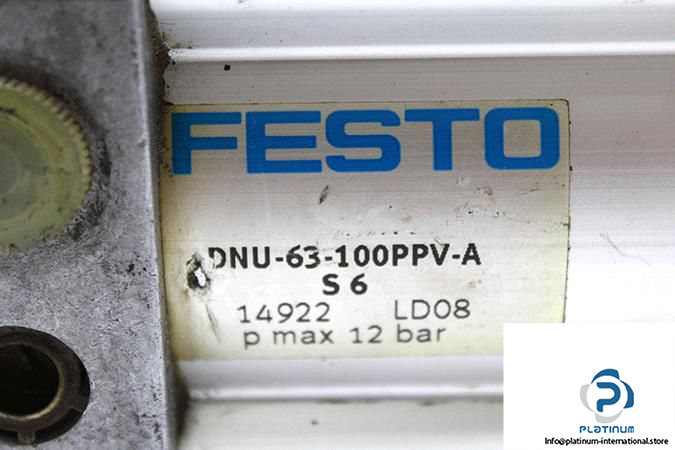 FESTO
DNU-63-100PPV-A
S 6
14922 LD08
p max 12 bar
PLATINUM
info@platinum-international.store